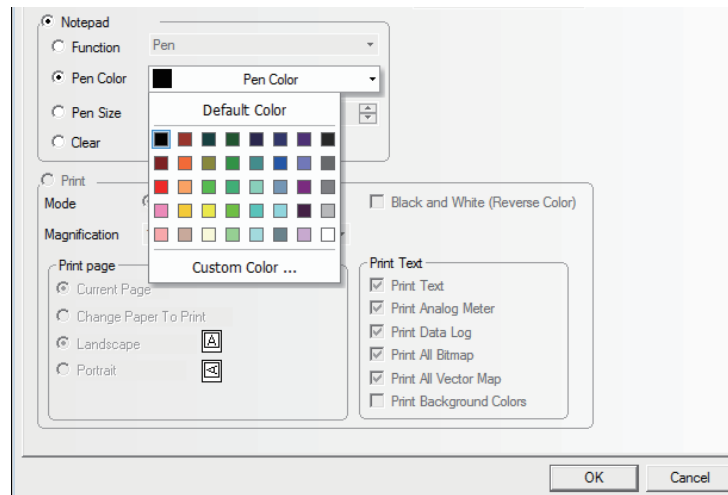 Notepad
Function Pen
Pen Color Pen Color
Pen Size
Default Color
Clear
Print
Mode
Black and White (Reverse Color)
Magnification
Custom Color ...
Print page
Current Page
Change Paper To Print
Landscape A
Portrait A
Print Text
Print Text
Print Analog Meter
Print Data Log
Print All Bitmap
Print All Vector Map
Print Background Colors
OK Cancel